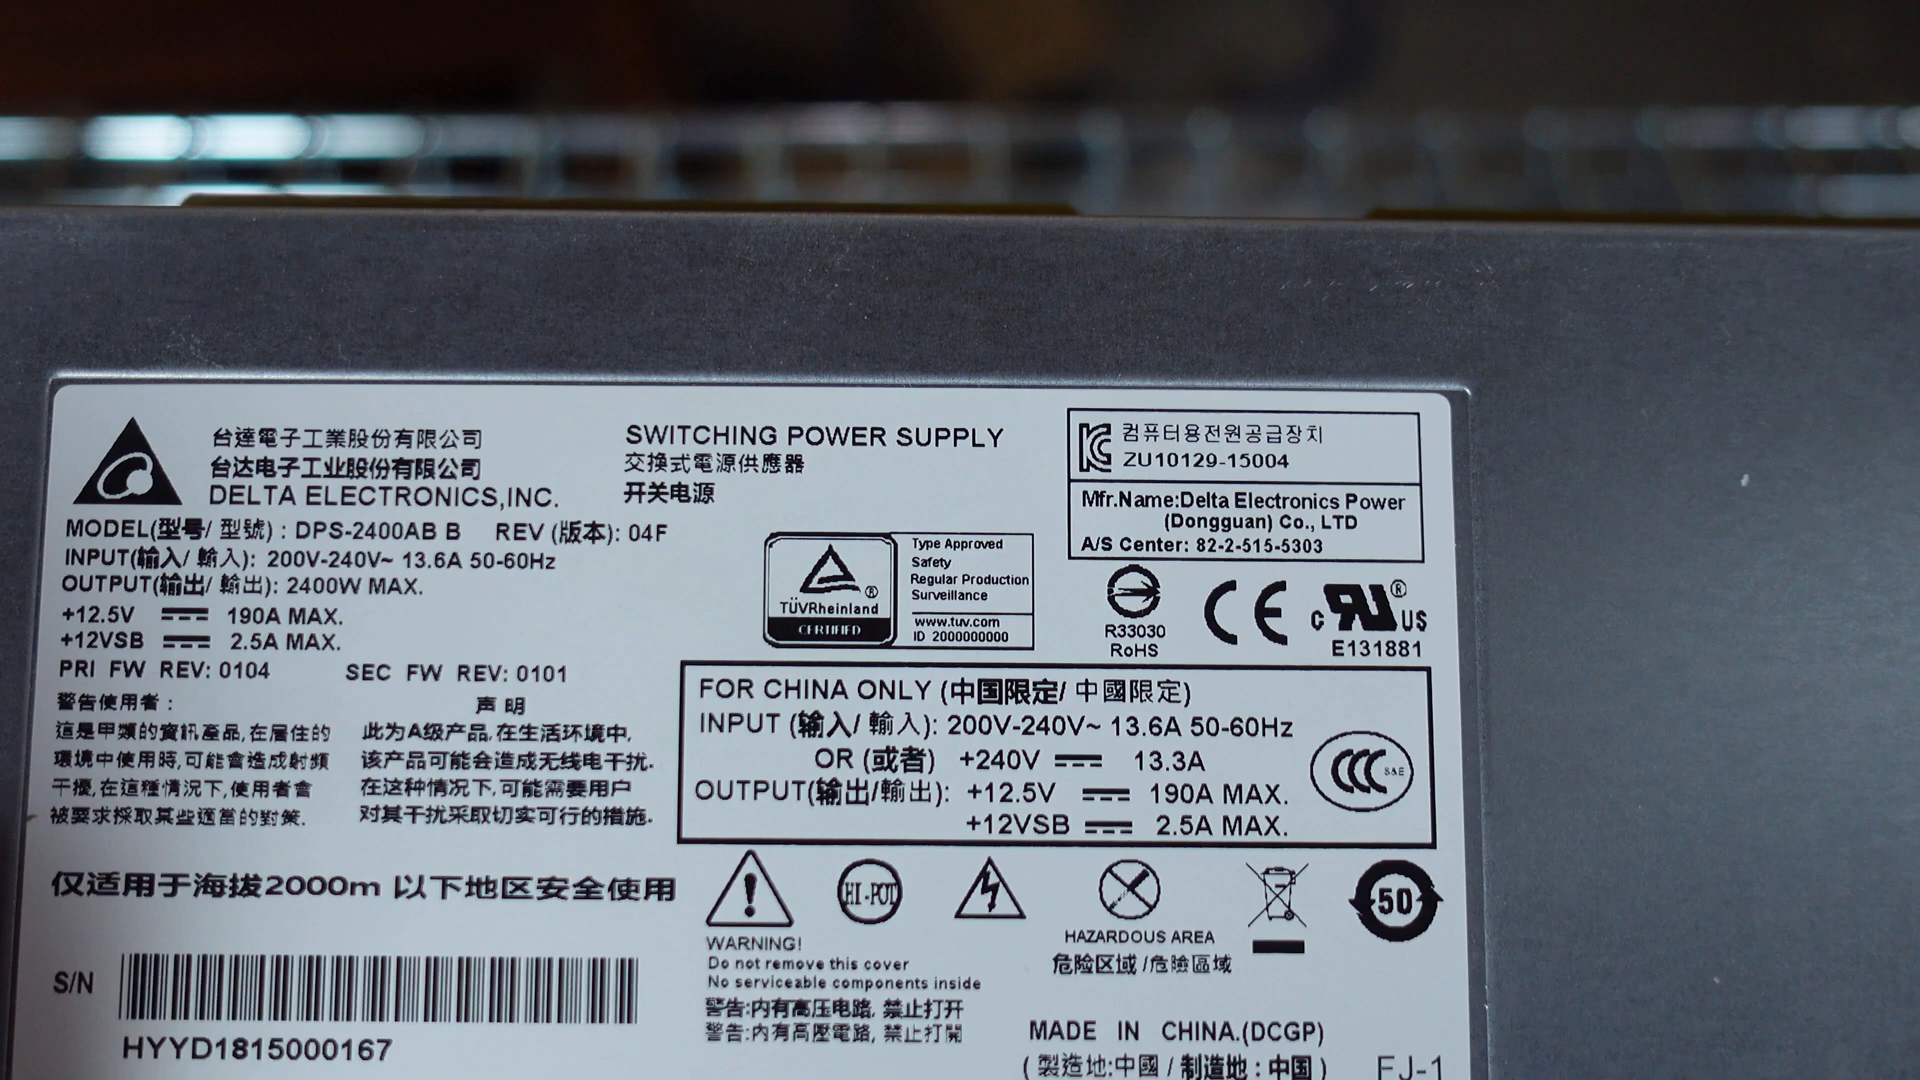 台達電子工業股份有限公司
台达电子工业股份有限公司
DELTA ELECTRONICS,INC.
SWITCHING POWER SUPPLY
交換式電源供應器
开关电源
컴퓨터용전원공급장치
ZU10129-15004
Mfr.Name:Delta Electronics Power
(Dongguan) Co., LTD
A/S Center: 82-2-515-5303
MODEL(型号/ 型號) : DPS-2400AB B REV (版本): 04F
INPUT(输入/ 輸入): 200V-240V~ 13.6A 50-60Hz
OUTPUT(输出/ 輸出): 2400W MAX.
+12.5V 190A MAX.
+12VSB 2.5A MAX.
PRI FW REV: 0104 SEC FW REV: 0101
TÜVRheinland ®
CERTIFIED
Type Approved
Safety
Regular Production
Surveillance
www.tuv.com
ID 2000000000
R33030
RoHS
CE
c RU ® US
E131881
警告使用者 :
這是甲類的資訊產品,在居住的
環境中使用時,可能會造成射頻
干擾,在這種情況下,使用者會
被要求採取某些適當的對策.
声 明
此为A级产品,在生活环境中,
该产品可能会造成无线电干扰.
在这种情况下,可能需要用户
对其干扰采取切实可行的措施.
FOR CHINA ONLY (中国限定/ 中國限定)
INPUT (输入/ 輸入): 200V-240V~ 13.6A 50-60Hz
OR (或者) +240V 13.3A
OUTPUT(输出/輸出): +12.5V 190A MAX.
+12VSB 2.5A MAX.
CCC S&E
仅适用于海拔2000m 以下地区安全使用
HI-POT
50
WARNING!
Do not remove this cover
No serviceable components inside
警告:内有高压电路, 禁止打开
警告:内有高壓電路, 禁止打開
HAZARDOUS AREA
危险区域 /危險區域
S/N
HYYD1815000167
MADE IN CHINA.(DCGP)
( 製造地:中國 / 制造地 : 中国 )
FJ-1